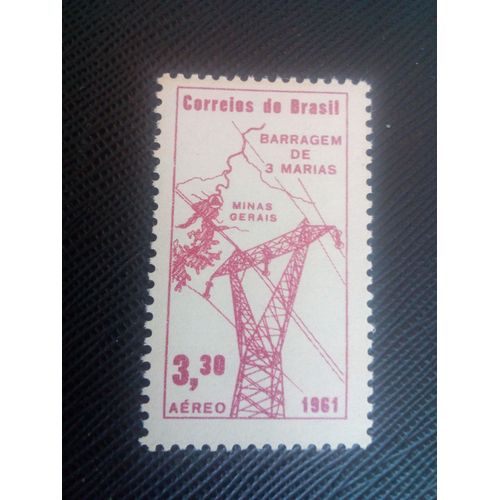 Correios do Brasil
BARRAGEM
DE
3 MARIAS
MINAS
GERAIS
3,30
AÉREO
1961